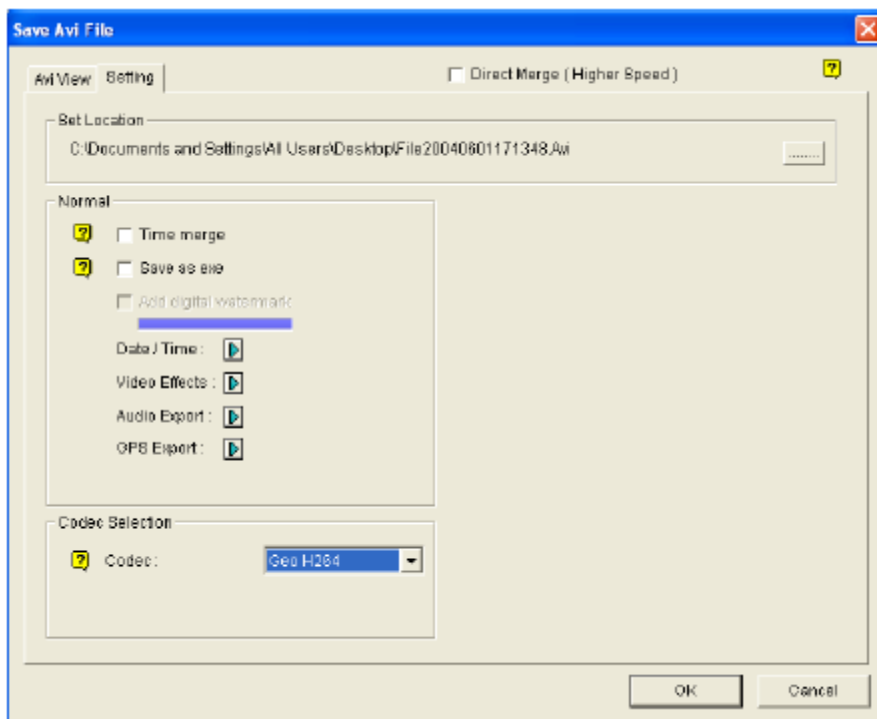 Save Avi File
Avi View Setting
Direct Merge ( Higher Speed )
Set Location
C:\Documents and Settings\All Users\Desktop\File20040601171348.Avi
........
Normal
Time merge
Save as exe
Add digital watermark
Date / Time :
Video Effects :
Audio Export :
GPS Export :
Codec Selection
Codec :
Geo H264
OK
Cancel